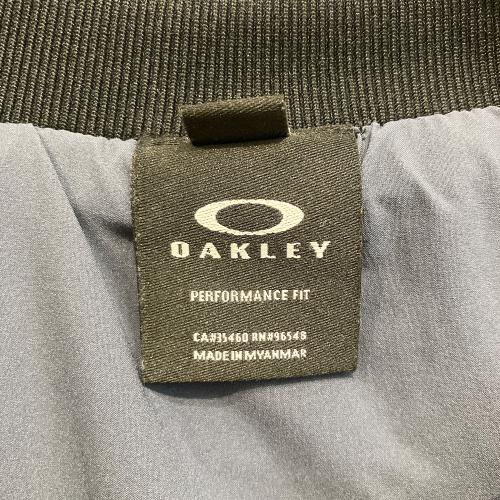 OAKLEY
PERFORMANCE FIT
CA#35460 RN#96548
MADE IN MYANMAR